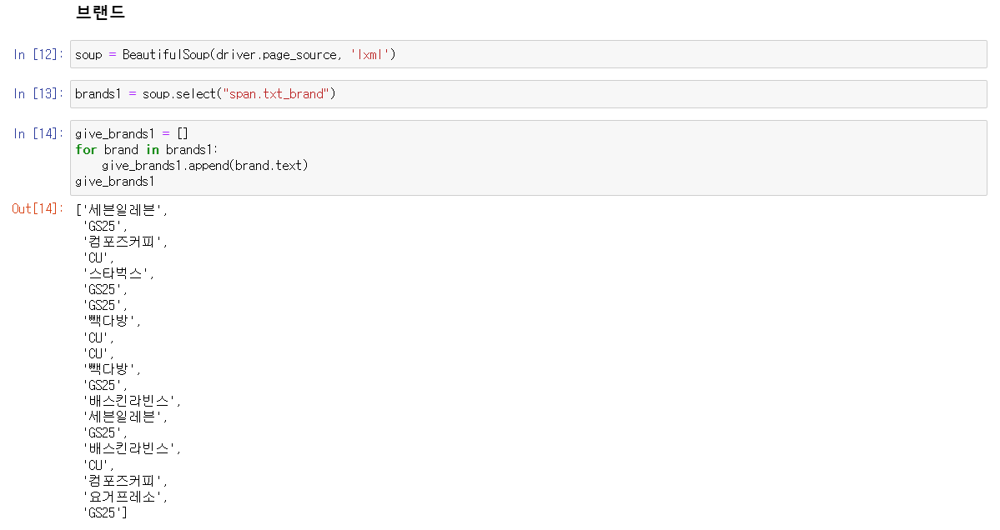 브랜드
In [12]: soup = BeautifulSoup(driver.page_source, 'lxml')
In [13]: brands1 = soup.select("span.txt_brand")
In [14]: give_brands1 = []
for brand in brands1:
    give_brands1.append(brand.text)
give_brands1
Out[14]: ['세븐일레븐',
'GS25',
'컴포즈커피',
'CU',
'스타벅스',
'GS25',
'GS25',
'빽다방',
'CU',
'CU',
'빽다방',
'GS25',
'배스킨라빈스',
'세븐일레븐',
'GS25',
'배스킨라빈스',
'CU',
'컴포즈커피',
'요거프레소',
'GS25']